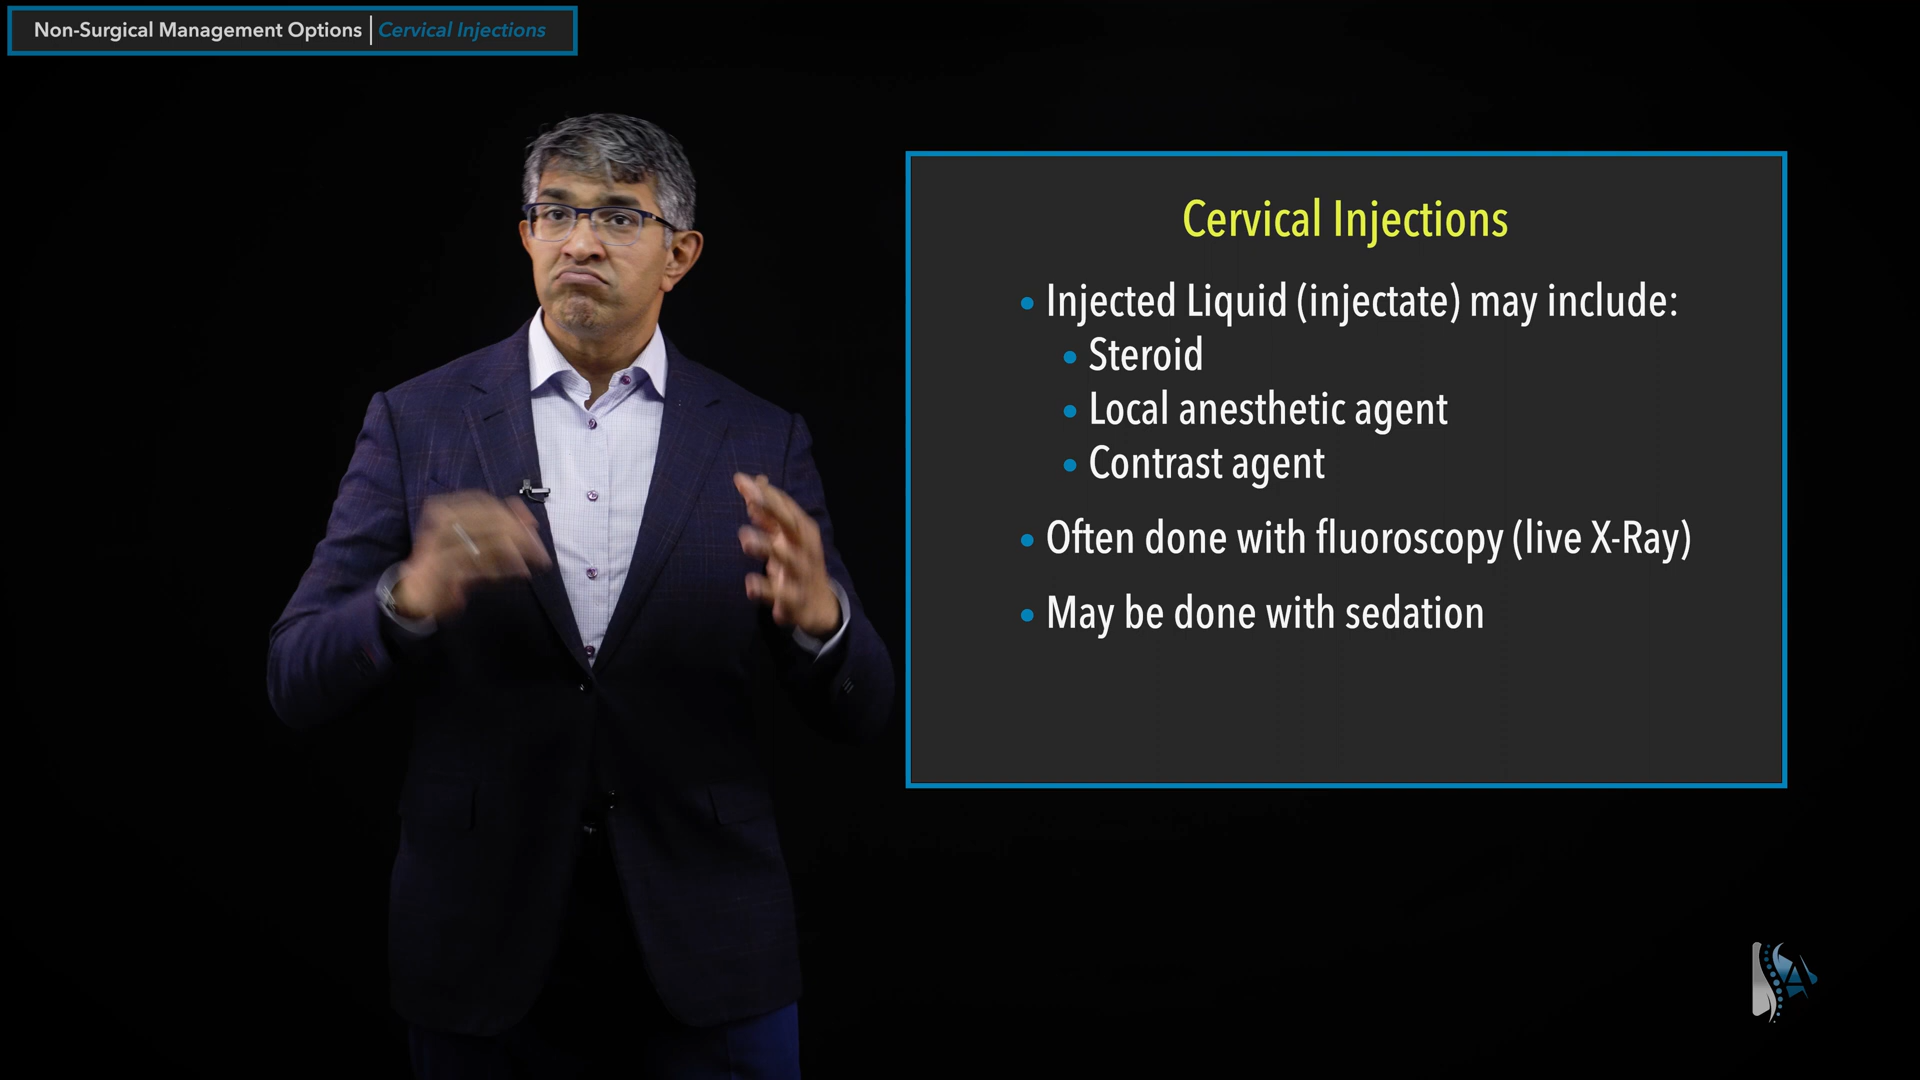 Non-Surgical Management Options | Cervical Injections
Cervical Injections
• Injected Liquid (injectate) may include:
• Steroid
• Local anesthetic agent
• Contrast agent
• Often done with fluoroscopy (live X-Ray)
• May be done with sedation